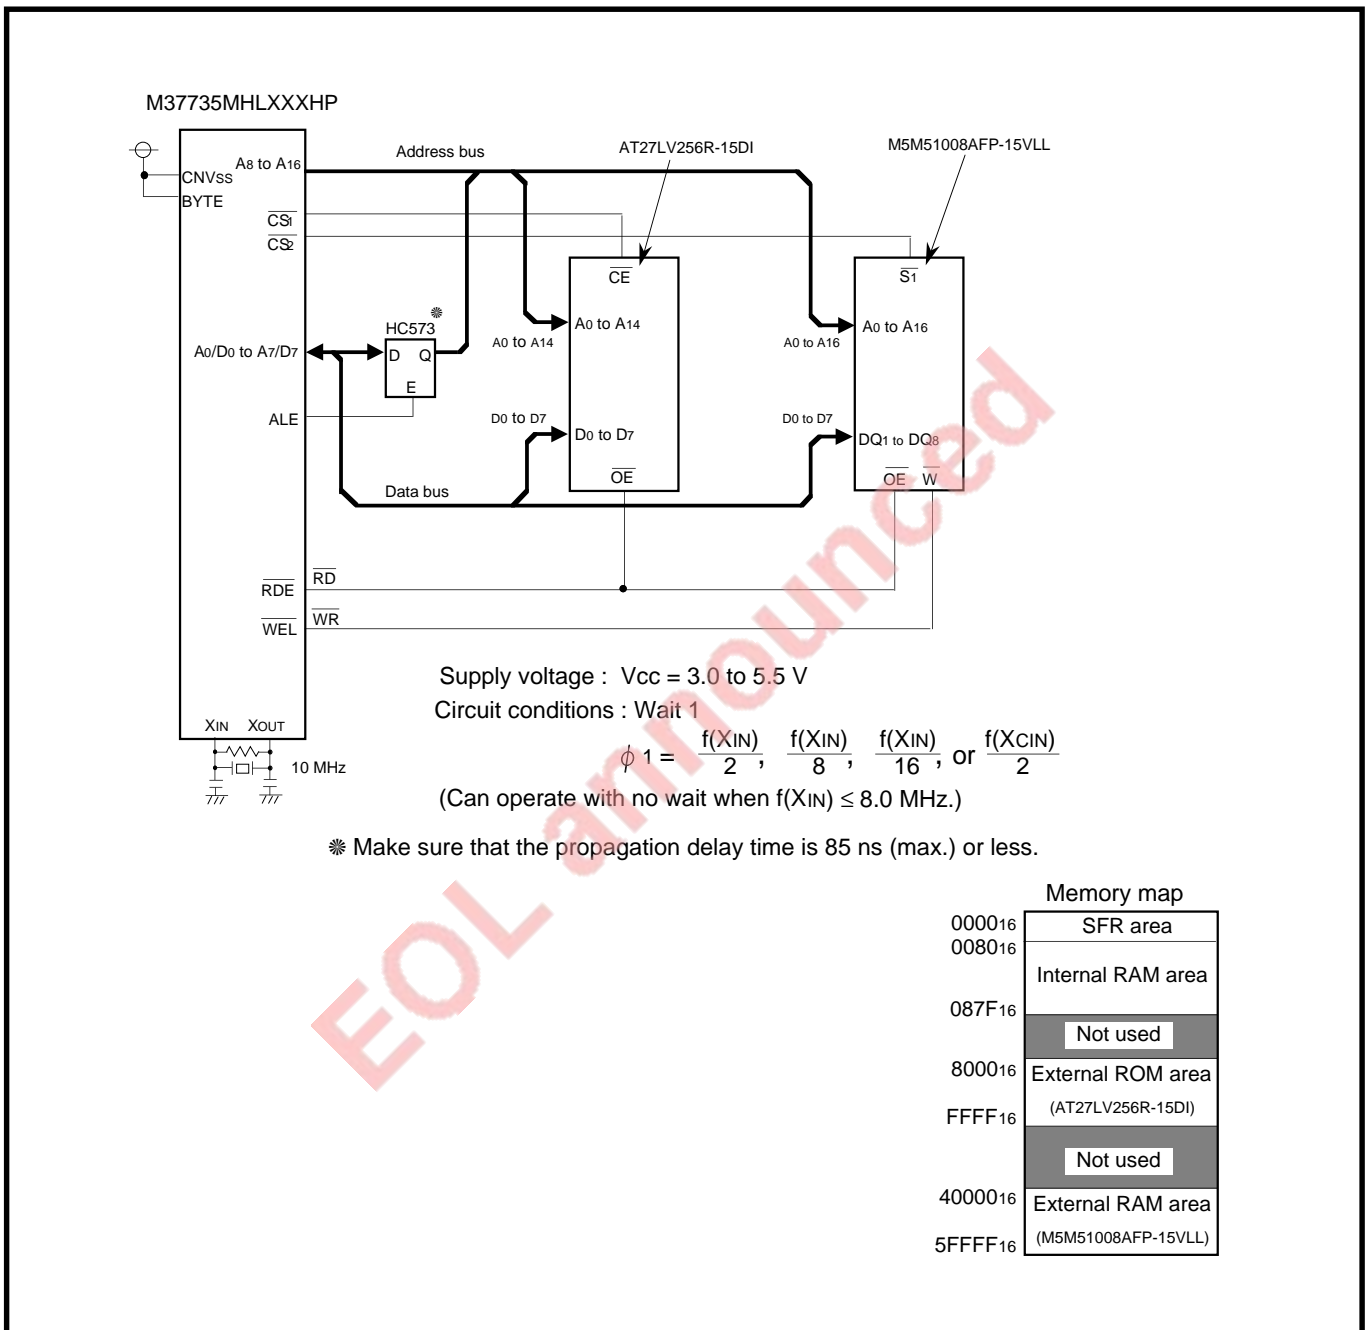 M37735MHLXXXHP
Address bus
AT27LV256R-15DI
M5M51008AFP-15VLL
A8 to A16
CNVss
BYTE
CS1
CS2
CE
S1
HC573
A0 to A14
A0 to A14
A0 to A16
A0 to A16
A0/D0 to A7/D7
D Q
E
ALE
D0 to D7
D0 to D7
D0 to D7
DQ1 to DQ8
Data bus
OE
OE W
RDE
RD
WEL
WR
Supply voltage : Vcc = 3.0 to 5.5 V
Circuit conditions : Wait 1
ϕ 1 = f(XIN)/2, f(XIN)/8, f(XIN)/16, or f(XCIN)/2
(Can operate with no wait when f(XIN) ≤ 8.0 MHz.)
XIN XOUT
10 MHz
❋ Make sure that the propagation delay time is 85 ns (max.) or less.
Memory map
000016
SFR area
008016
Internal RAM area
087F16
Not used
800016
External ROM area
(AT27LV256R-15DI)
FFFF16
Not used
4000016
External RAM area
(M5M51008AFP-15VLL)
5FFFF16
EOL announced